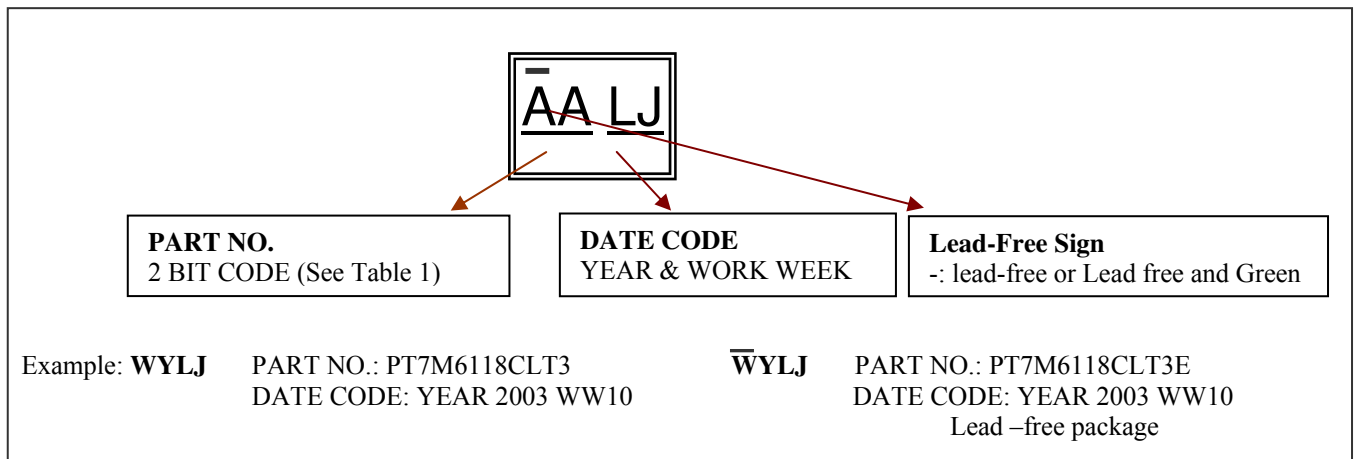 A̅A LJ
PART NO.
2 BIT CODE (See Table 1)
DATE CODE
YEAR & WORK WEEK
Lead-Free Sign
-: lead-free or Lead free and Green
Example: WYLJ PART NO.: PT7M6118CLT3
DATE CODE: YEAR 2003 WW10
W̅YLJ PART NO.: PT7M6118CLT3E
DATE CODE: YEAR 2003 WW10
Lead –free package